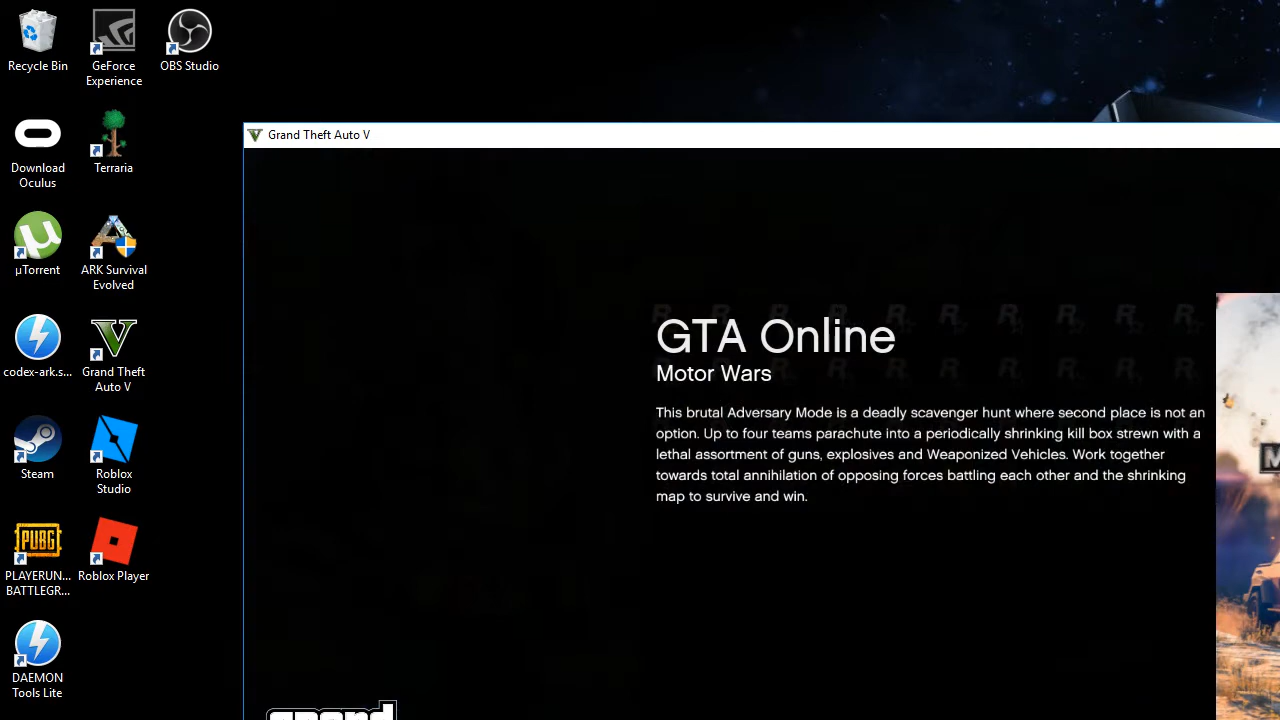 Recycle Bin
GeForce
Experience
OBS Studio
Download
Oculus
Terraria
µTorrent
ARK Survival
Evolved
codex-ark.s...
Grand Theft
Auto V
Steam
Roblox
Studio
PUBG
PLAYERUN...
BATTLEGR...
Roblox Player
DAEMON
Tools Lite
Grand Theft Auto V
GTA Online
Motor Wars
This brutal Adversary Mode is a deadly scavenger hunt where second place is not an
option. Up to four teams parachute into a periodically shrinking kill box strewn with a
lethal assortment of guns, explosives and Weaponized Vehicles. Work together
towards total annihilation of opposing forces battling each other and the shrinking
map to survive and win.
grand